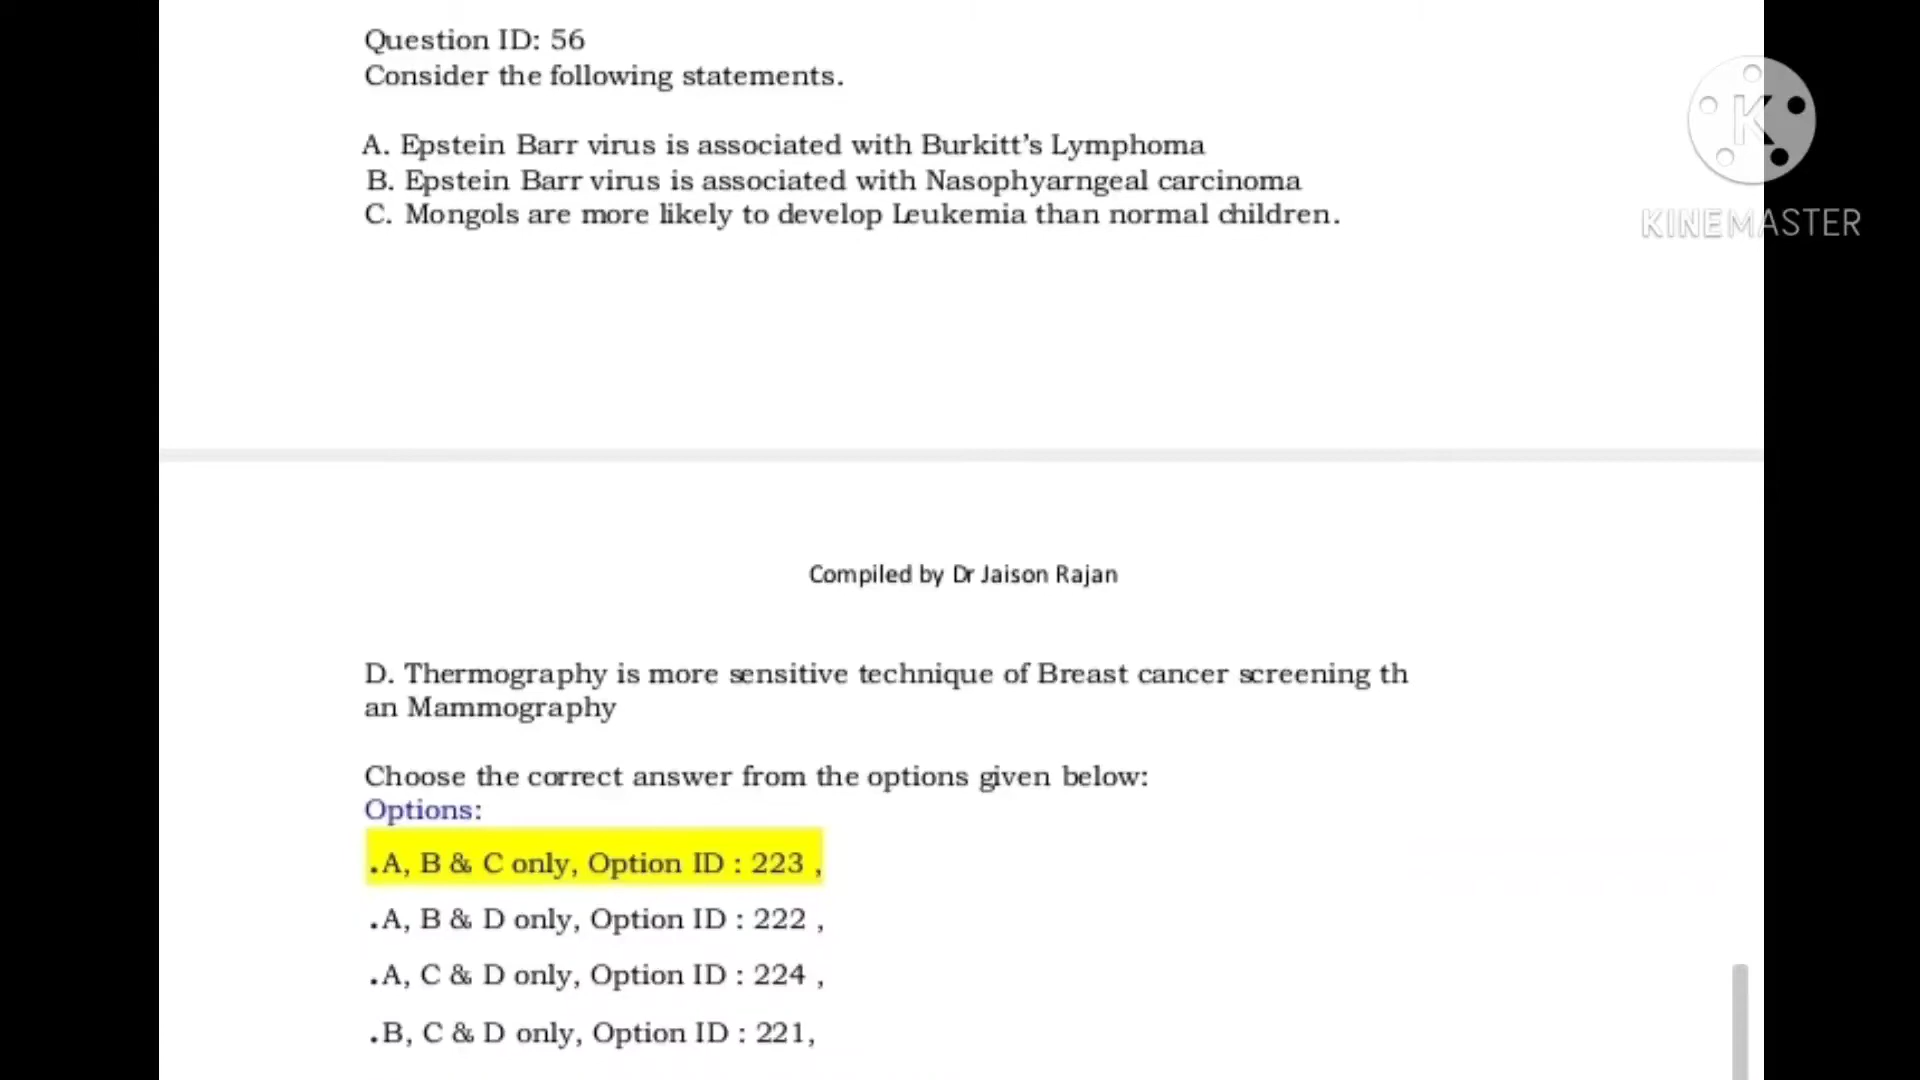 Question ID: 56
Consider the following statements.
A. Epstein Barr virus is associated with Burkitt's Lymphoma
B. Epstein Barr virus is associated with Nasophyarngeal carcinoma
C. Mongols are more likely to develop Leukemia than normal children.
K
KINEMASTER
Compiled by Dr Jaison Rajan
D. Thermography is more sensitive technique of Breast cancer screening th
an Mammography
Choose the correct answer from the options given below:
Options:
.A, B & C only, Option ID : 223 ,
.A, B & D only, Option ID : 222 ,
.A, C & D only, Option ID : 224 ,
.B, C & D only, Option ID : 221,